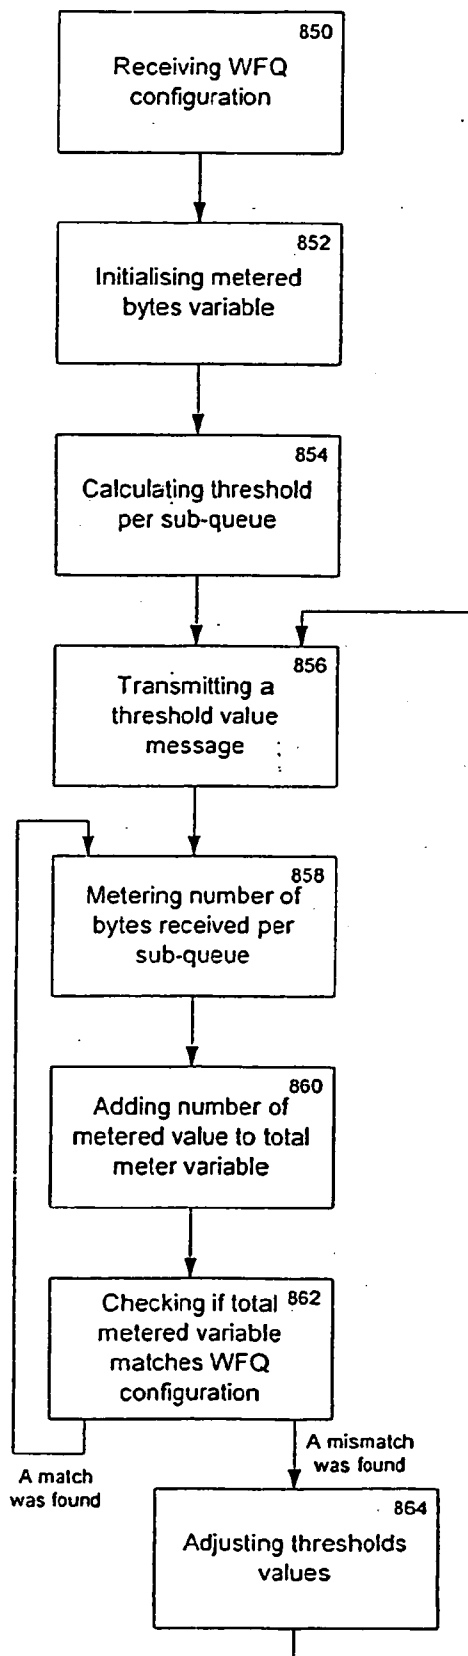 850
Receiving WFQ
configuration
852
Initialising metered
bytes variable
854
Calculating threshold
per sub-queue
856
Transmitting a
threshold value
message
858
Metering number of
bytes received per
sub-queue
860
Adding number of
metered value to total
meter variable
862
Checking if total
metered variable
matches WFQ
configuration
A match
was found
A mismatch
was found
864
Adjusting thresholds
values